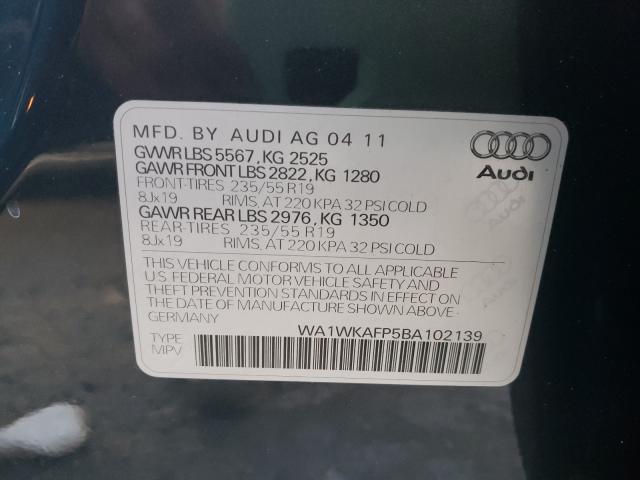 MFD. BY AUDI AG 04 11
GVWR LBS 5567, KG 2525
GAWR FRONT LBS 2822, KG 1280
FRONT-TIRES 235/55 R19
8Jx19 RIMS, AT 220 KPA 32 PSI COLD
GAWR REAR LBS 2976, KG 1350
REAR-TIRES 235/55 R19
8Jx19 RIMS, AT 220 KPA 32 PSI COLD
Audi
THIS VEHICLE CONFORMS TO ALL APPLICABLE
U.S. FEDERAL MOTOR VEHICLE SAFETY AND
THEFT PREVENTION STANDARDS IN EFFECT ON
THE DATE OF MANUFACTURE SHOWN ABOVE.
GERMANY
WA1WKAFP5BA102139
TYPE:
MPV